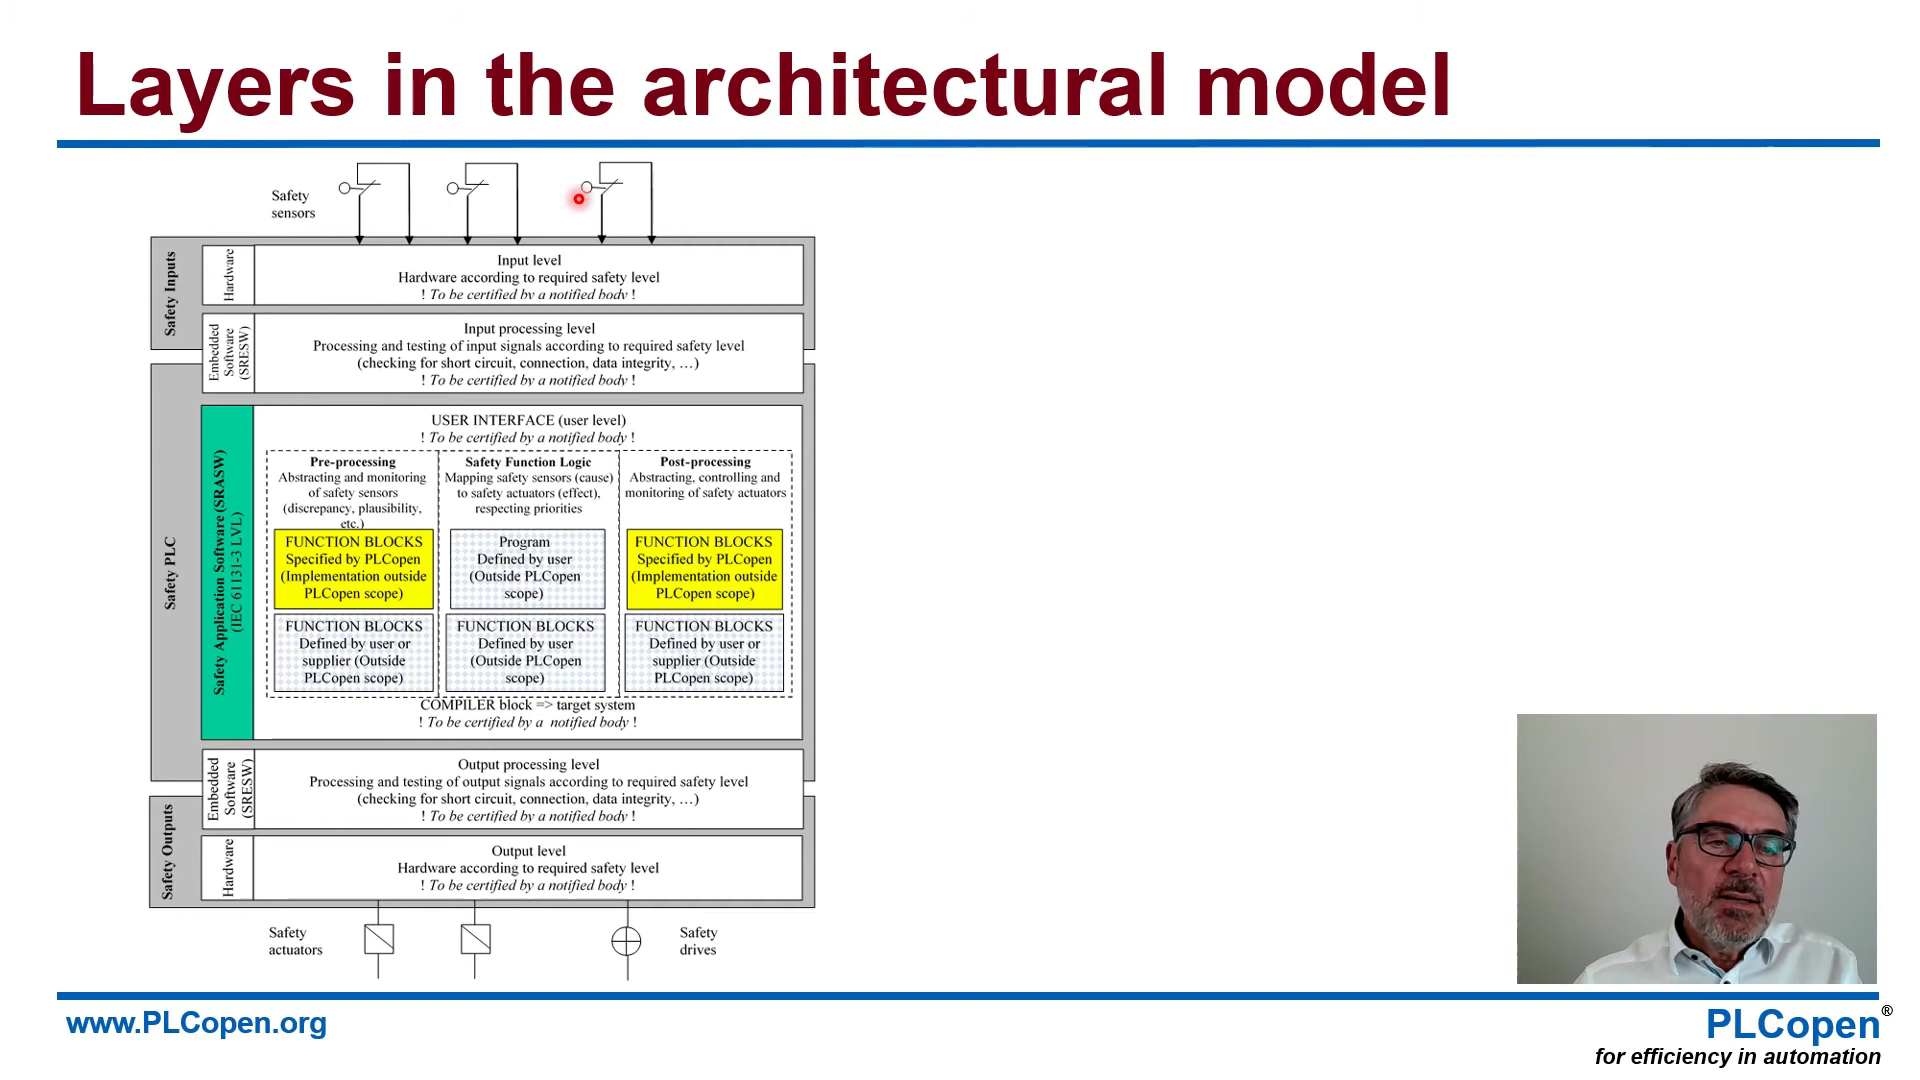 Layers in the architectural model
Safety
sensors
Safety Inputs
Hardware
Input level
Hardware according to required safety level
! To be certified by a notified body !
Embedded
Software
(SRESW)
Input processing level
Processing and testing of input signals according to required safety level
(checking for short circuit, connection, data integrity, …)
! To be certified by a notified body !
Safety PLC
Safety Application Software (SRASW)
(IEC 61131-3 LVL)
USER INTERFACE (user level)
! To be certified by a notified body !
Pre-processing
Abstracting and monitoring
of safety sensors
(discrepancy, plausibility,
etc.)
FUNCTION BLOCKS
Specified by PLCopen
(Implementation outside
PLCopen scope)
FUNCTION BLOCKS
Defined by user or
supplier (Outside
PLCopen scope)
Safety Function Logic
Mapping safety sensors (cause)
to safety actuators (effect),
respecting priorities
Program
Defined by user
(Outside PLCopen
scope)
FUNCTION BLOCKS
Defined by user
(Outside PLCopen
scope)
Post-processing
Abstracting, controlling and
monitoring of safety actuators
FUNCTION BLOCKS
Specified by PLCopen
(Implementation outside
PLCopen scope)
FUNCTION BLOCKS
Defined by user or
supplier (Outside
PLCopen scope)
COMPILER block => target system
! To be certified by a notified body !
Embedded
Software
(SRESW)
Output processing level
Processing and testing of output signals according to required safety level
(checking for short circuit, connection, data integrity, …)
! To be certified by a notified body !
Safety Outputs
Hardware
Output level
Hardware according to required safety level
! To be certified by a notified body !
Safety
actuators
Safety
drives
www.PLCopen.org
PLCopen®
for efficiency in automation